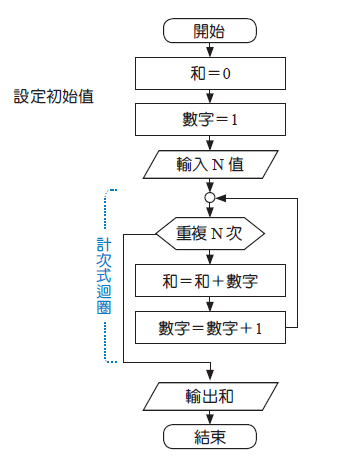 開始
和＝0
設定初始值
數字＝1
輸入 N 值
重複 N 次
計次式迴圈
和＝和＋數字
數字＝數字＋1
輸出和
結束